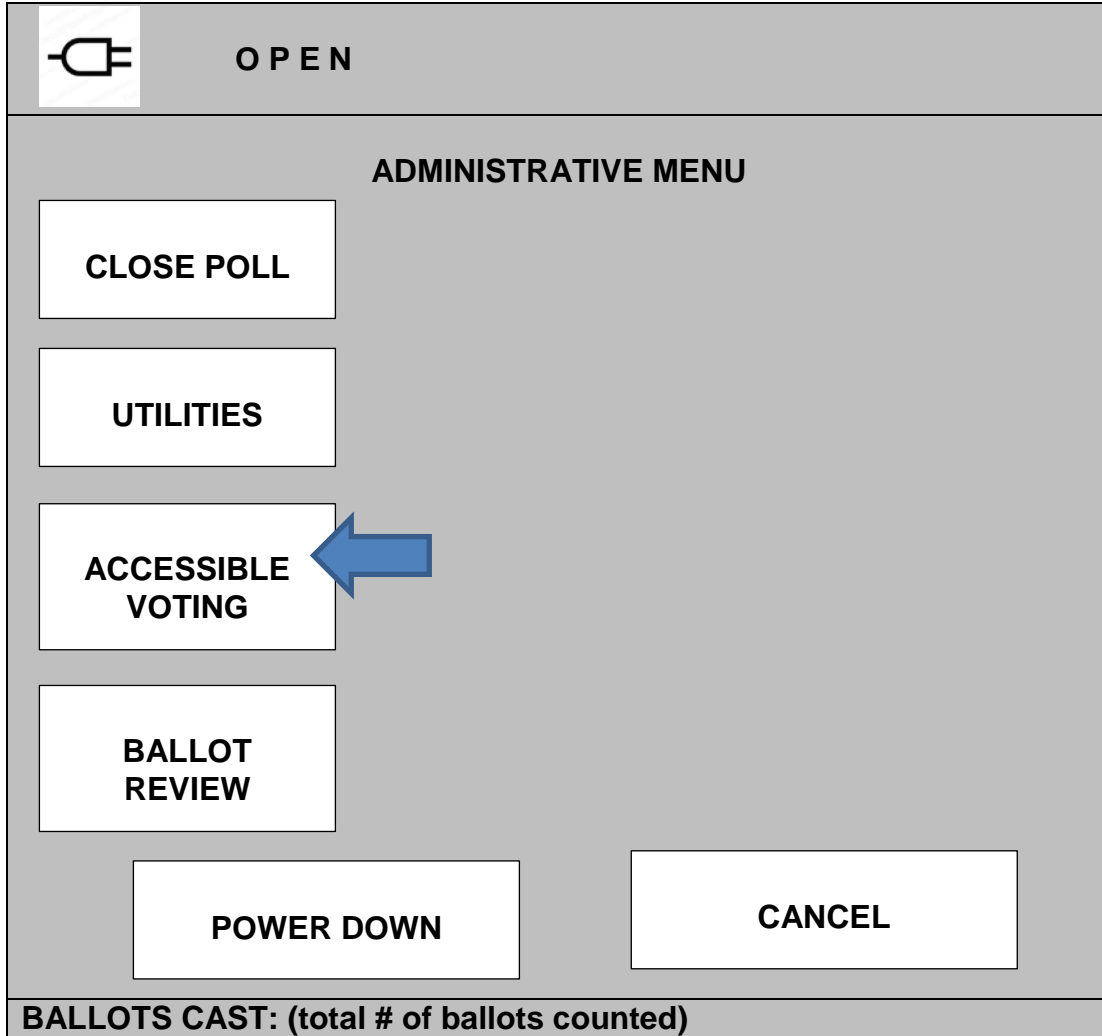 O P E N
ADMINISTRATIVE MENU
CLOSE POLL
UTILITIES
ACCESSIBLE
VOTING
BALLOT
REVIEW
POWER DOWN
CANCEL
BALLOTS CAST: (total # of ballots counted)